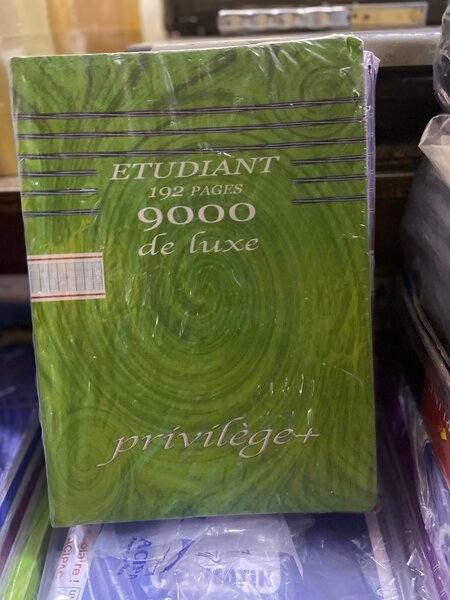 ETUDIANT
192 PAGES
9000
de luxe
privilège+